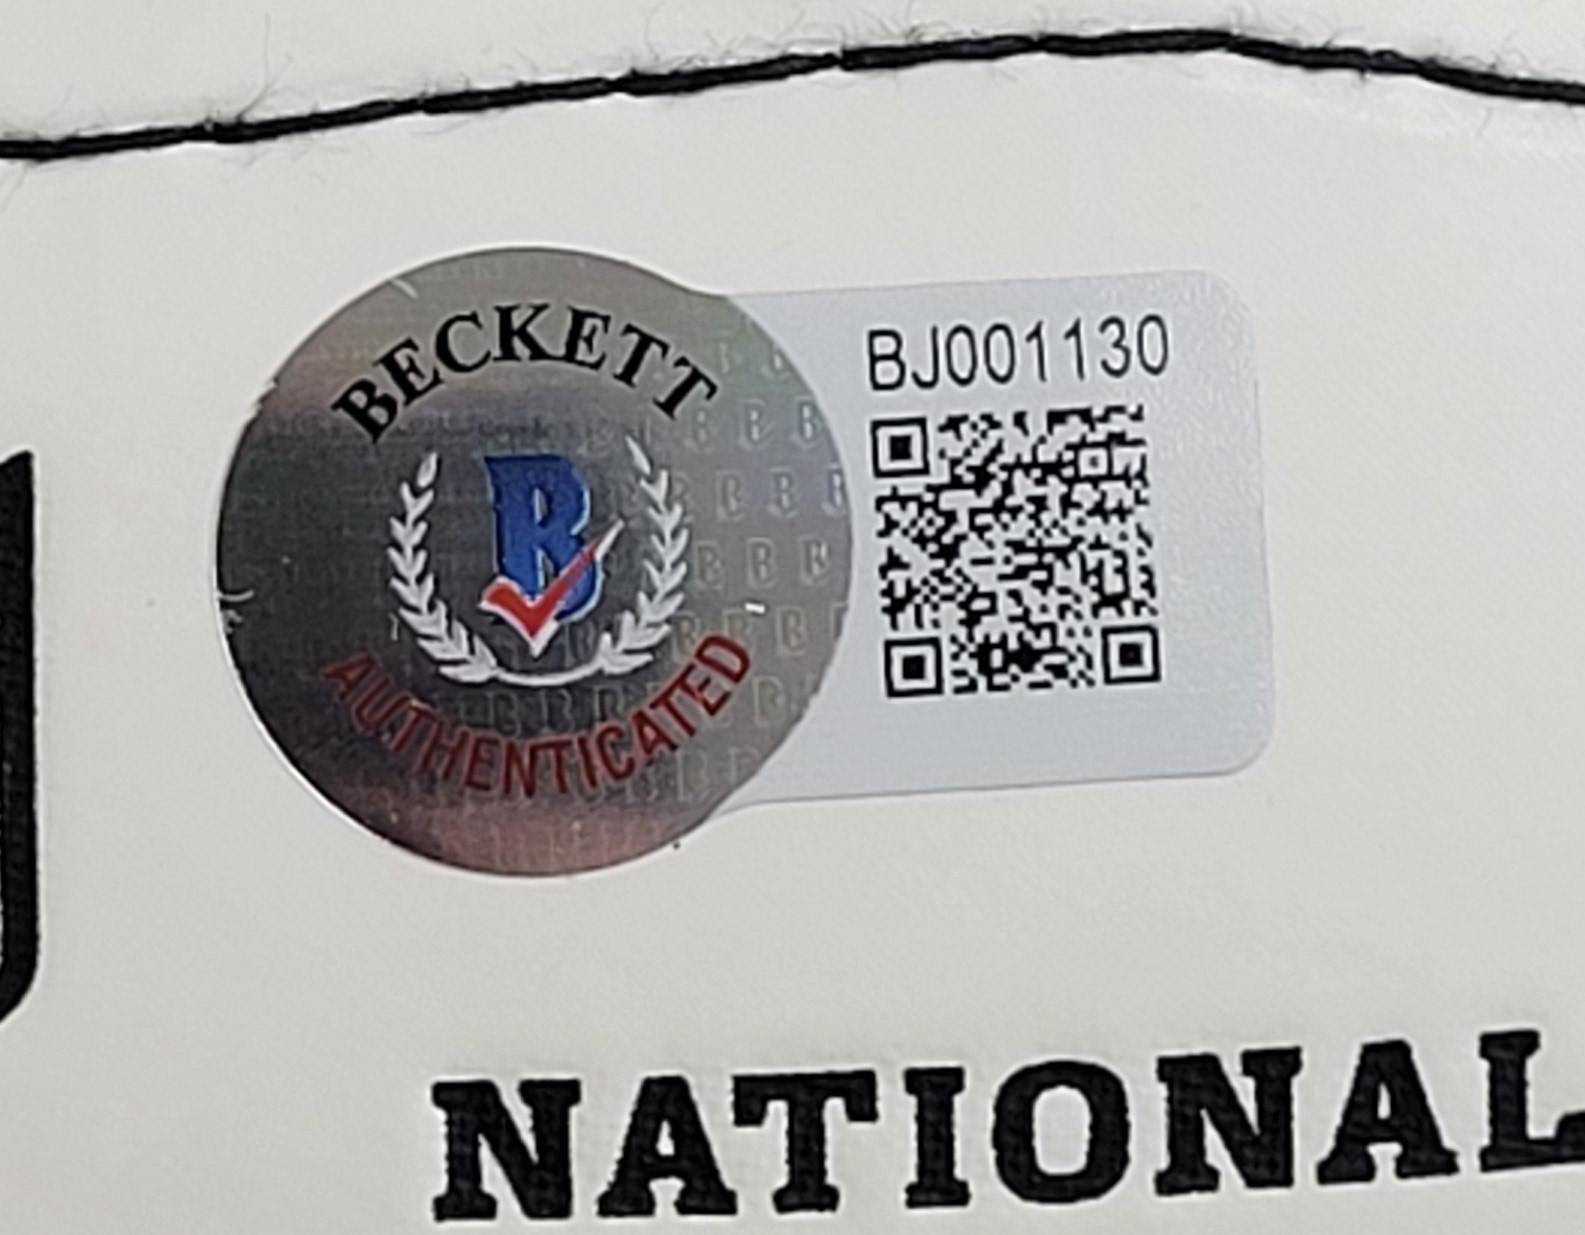 BECKETT
B
AUTHENTICATED
BJ001130
NATIONAL